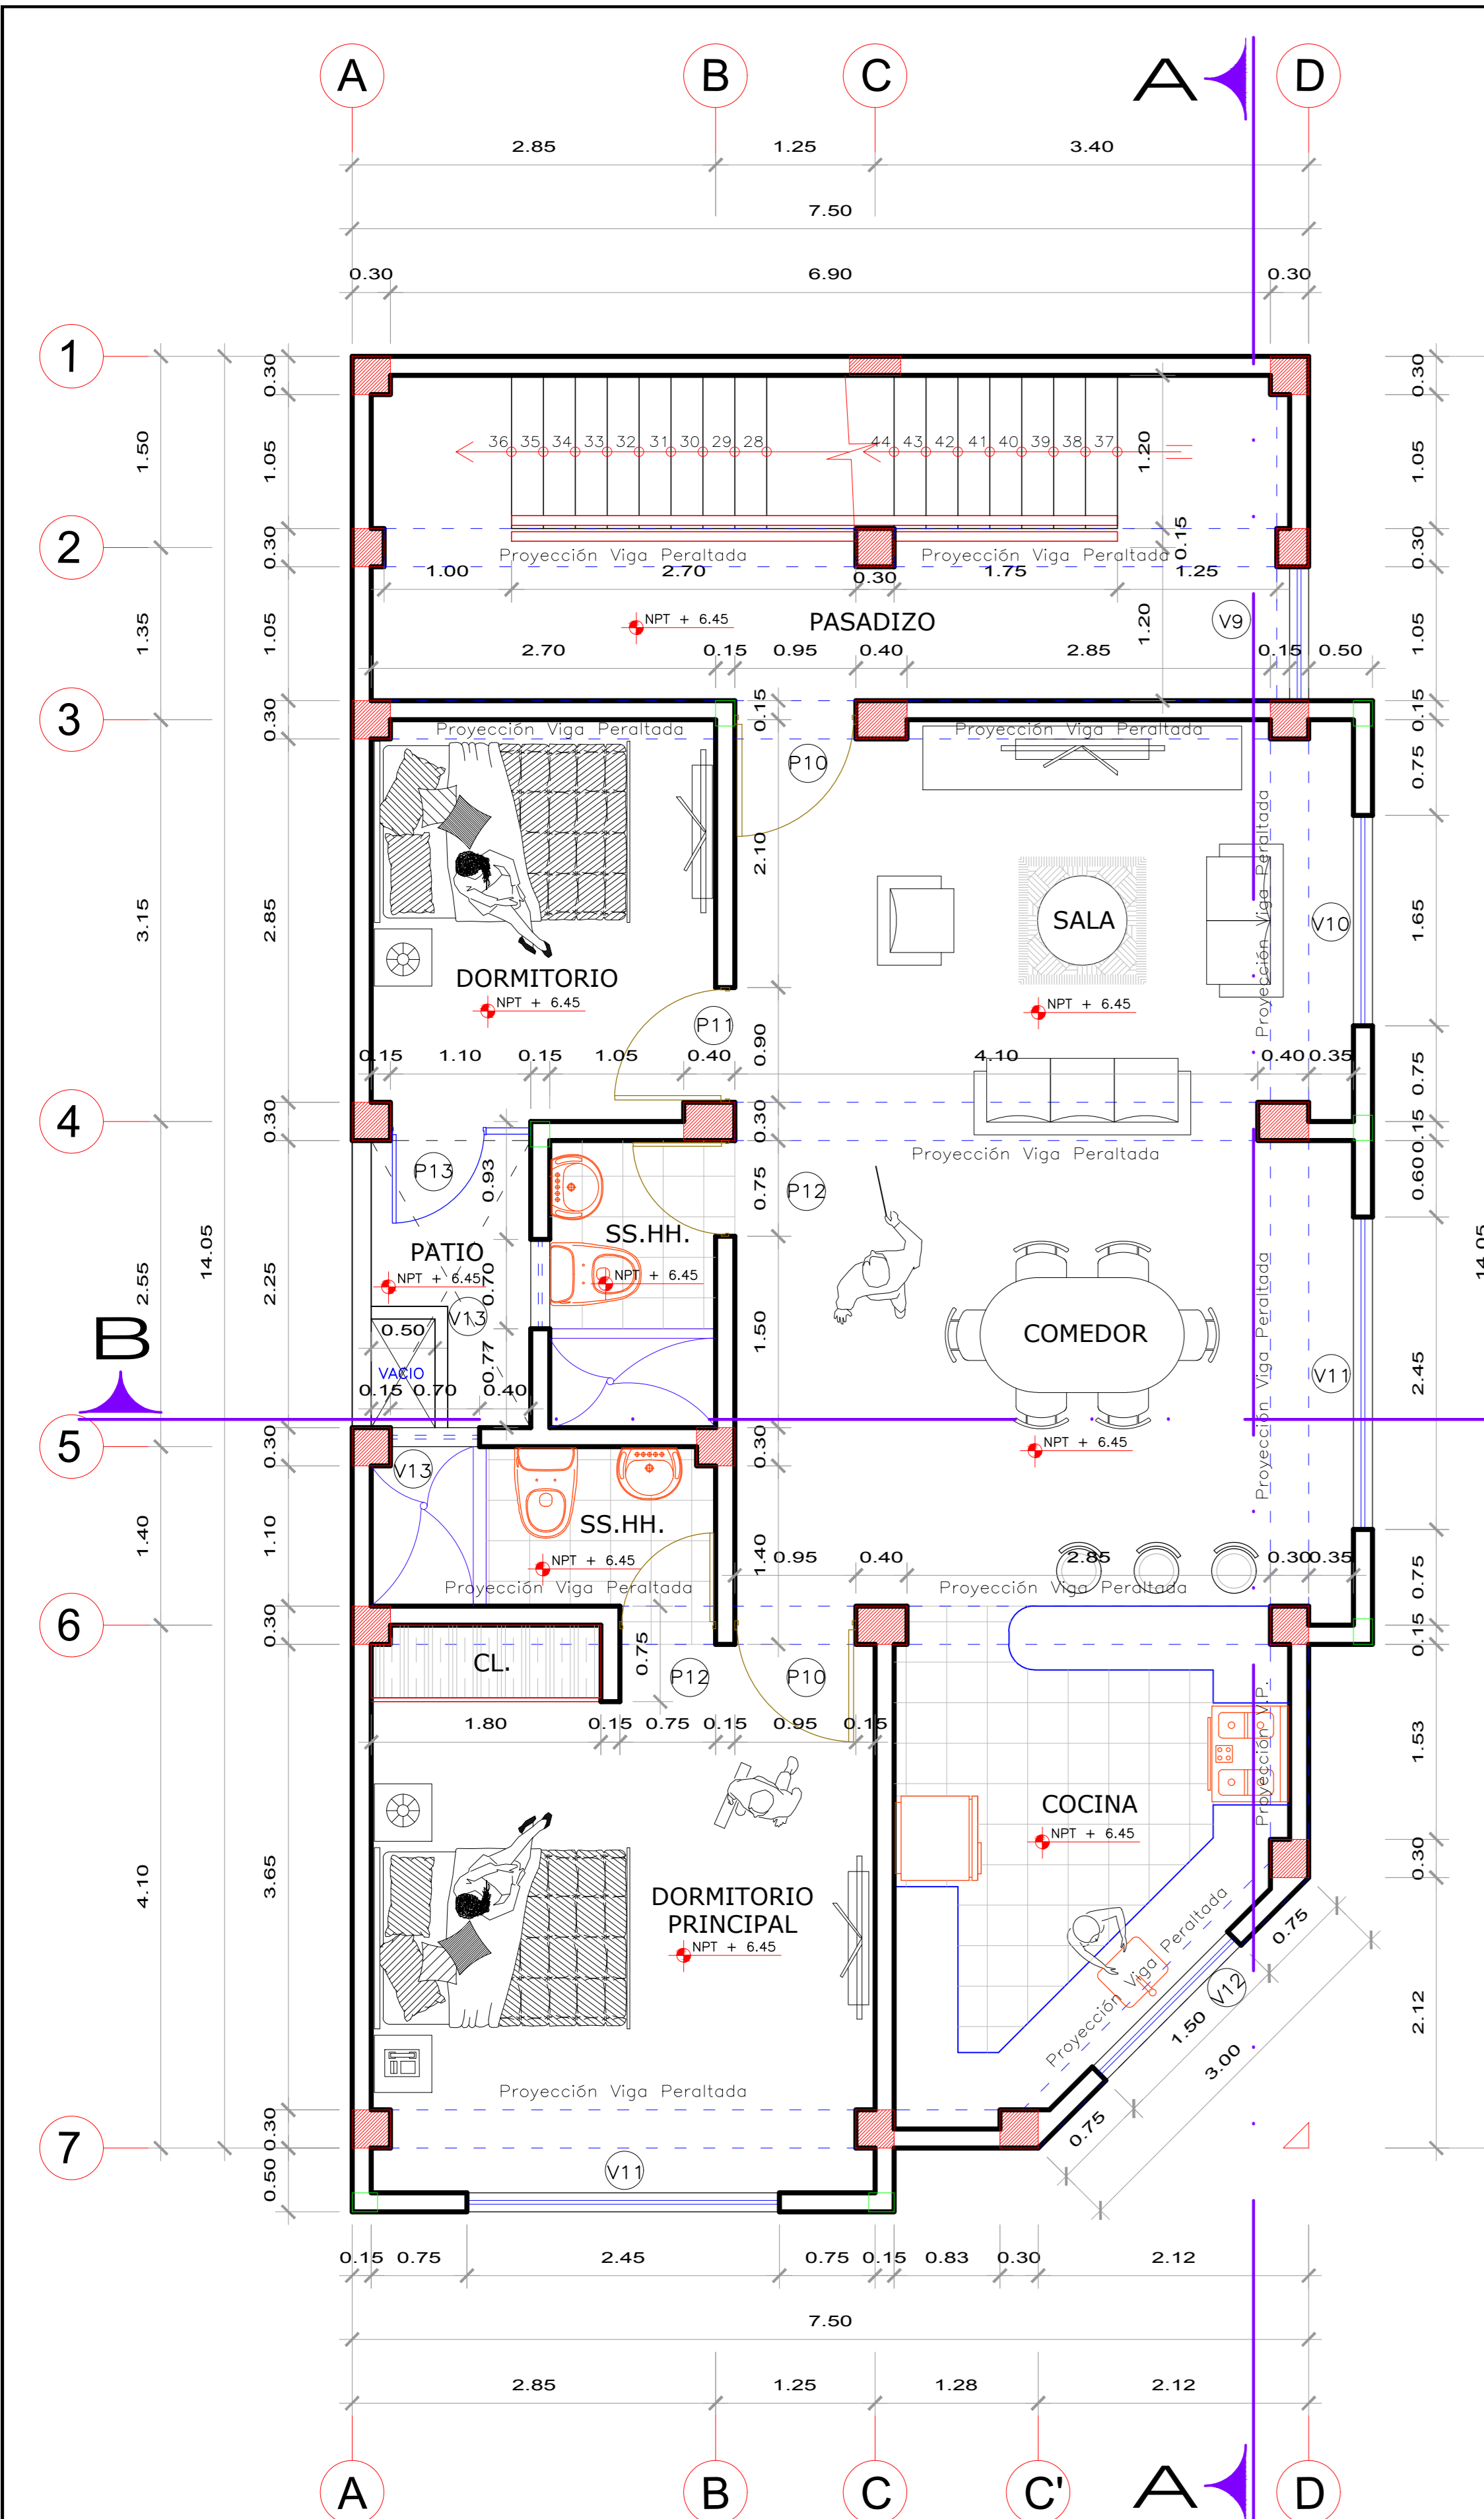 A B C A D
2.85 1.25 3.40
7.50
0.30 6.90 0.30
1
0.30 0.30
1.50 1.05 1.05
36 35 34 33 32 31 30 29 28 44 43 42 41 40 39 38 37
1.20
2
0.30 0.15 0.30
Proyección Viga Peraltada Proyección Viga Peraltada
1.00 2.70 0.30 1.75 1.25
1.35 1.05 1.20 1.05
NPT + 6.45 PASADIZO V9
2.70 0.15 0.95 0.40 2.85 0.15 0.50
3
0.30 0.15 0.15
Proyección Viga Peraltada Proyección Viga Peraltada
P10
0.75
Proyección Viga Peraltada
2.10
3.15 2.85 1.65
SALA V10
DORMITORIO
NPT + 6.45 NPT + 6.45
P11
0.90
0.15 1.10 0.15 1.05 0.40 4.10 0.40 0.35
0.75
4
0.30 0.30 0.15
Proyección Viga Peraltada
0.60
P13 0.93 0.75 P12
SS.HH.
PATIO
14.05 14.05
NPT + 6.45 NPT + 6.45
2.55 2.25 0.70
V13
0.50 1.50 COMEDOR
Proyección Viga Peraltada
B
VACIO 0.77 V11 2.45
0.15 0.70 0.40
5
0.30 0.30
NPT + 6.45
V13
SS.HH.
1.40 1.10 1.40
NPT + 6.45
0.95 0.40 2.85 0.30 0.35
0.75
Proyección Viga Peraltada Proyección Viga Peraltada
6
0.30 0.15
CL. 0.75 P12 P10
1.80 0.15 0.75 0.15 0.95 0.15
Proyección V.P.
1.53
COCINA
NPT + 6.45
4.10 3.65 0.30
DORMITORIO
PRINCIPAL
NPT + 6.45
0.75
Proyección Viga Peraltada
V12
1.50
3.00
2.12
Proyección Viga Peraltada
0.75
7
0.30
0.50
V11
0.15 0.75 2.45 0.75 0.15 0.83 0.30 2.12
7.50
2.85 1.25 1.28 2.12
A B C C' A D